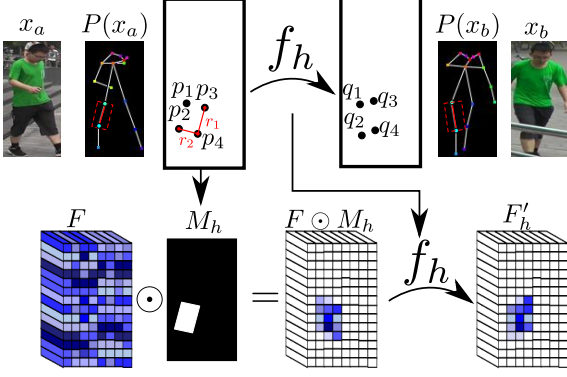 x_a P(x_a) f_h P(x_b) x_b
p_1 p_3
p_2 r_1
r_2 p_4
q_1 q_3
q_2 q_4
F M_h F ⊙ M_h F'_h
⊙ = f_h